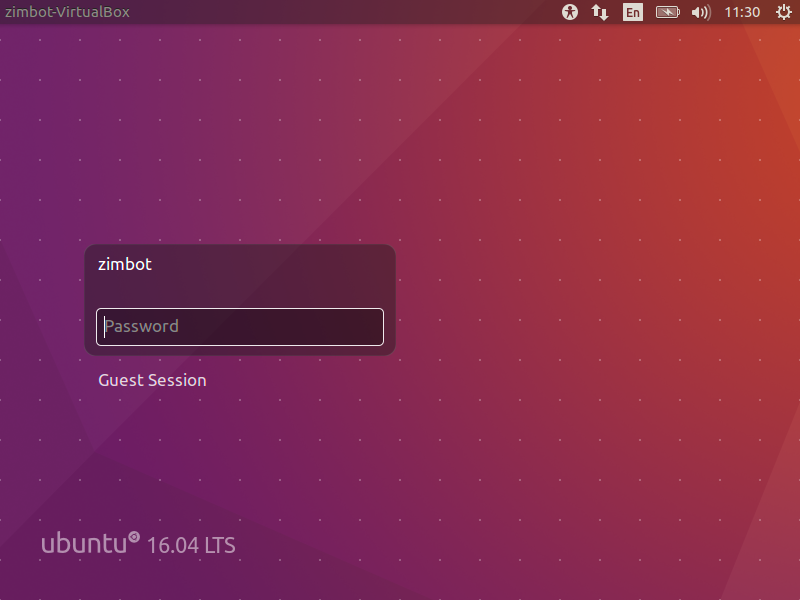 zimbot-VirtualBox
En
11:30
zimbot
Password
Guest Session
ubuntu 16.04 LTS